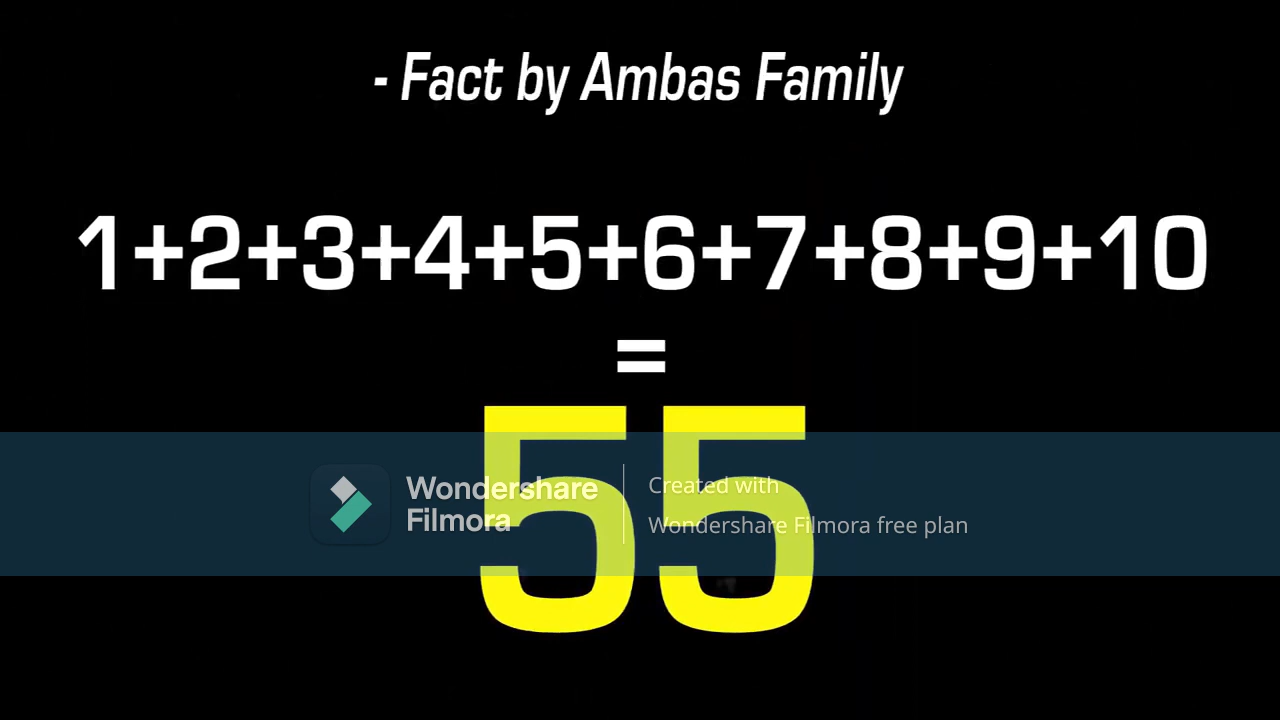 - Fact by Ambas Family
1+2+3+4+5+6+7+8+9+10
=
55
Wondershare
Filmora
Created with
Wondershare Filmora free plan